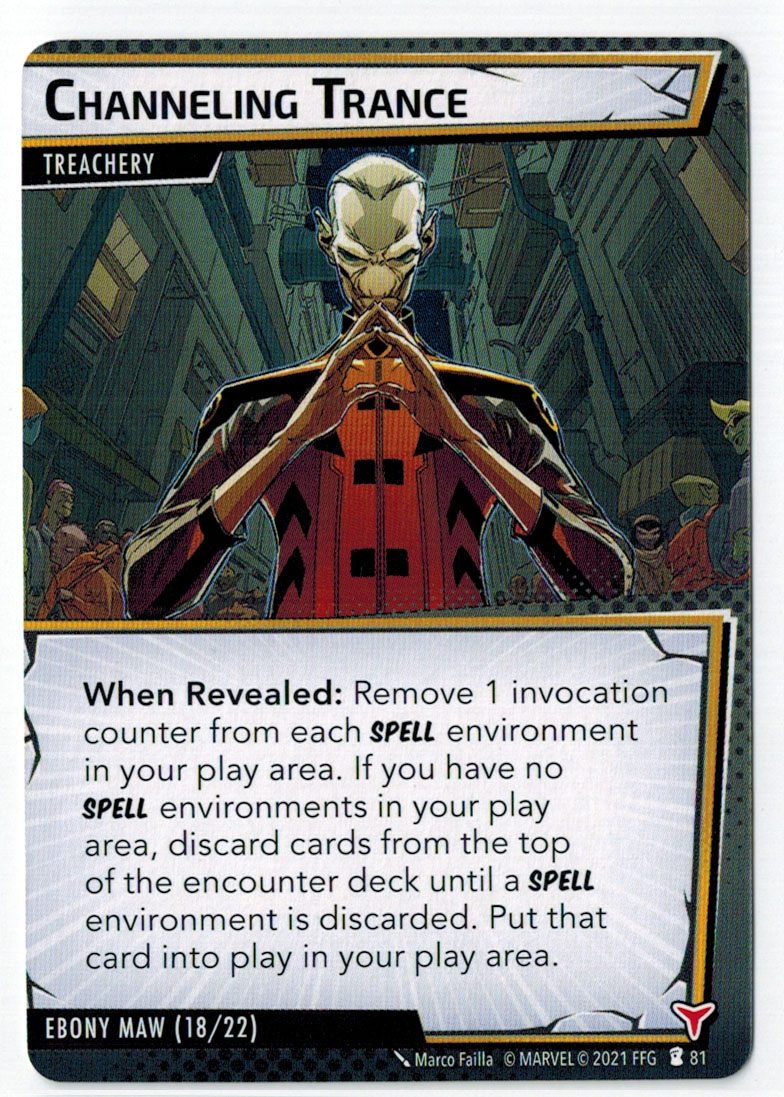 CHANNELING TRANCE
TREACHERY
When Revealed: Remove 1 invocation
counter from each SPELL environment
in your play area. If you have no
SPELL environments in your play
area, discard cards from the top
of the encounter deck until a SPELL
environment is discarded. Put that
card into play in your play area.
EBONY MAW (18/22)
Marco Failla © MARVEL © 2021 FFG 81